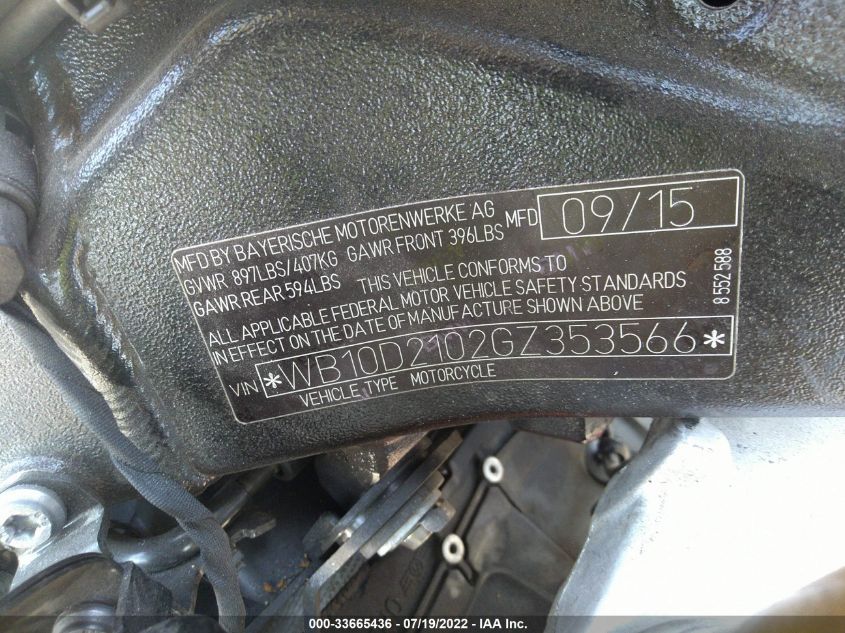 MFD BY BAYERISCHE MOTORENWERKE AG MFD 09/15
GVWR 897LBS/407KG GAWR FRONT 396LBS
GAWR REAR 594LBS THIS VEHICLE CONFORMS TO
ALL APPLICABLE FEDERAL MOTOR VEHICLE SAFETY STANDARDS
IN EFFECT ON THE DATE OF MANUFACTURE SHOWN ABOVE
8 552 588
VIN *WB10D2102GZ353566*
VEHICLE TYPE MOTORCYCLE
000-33665436 - 07/19/2022 - IAA Inc.